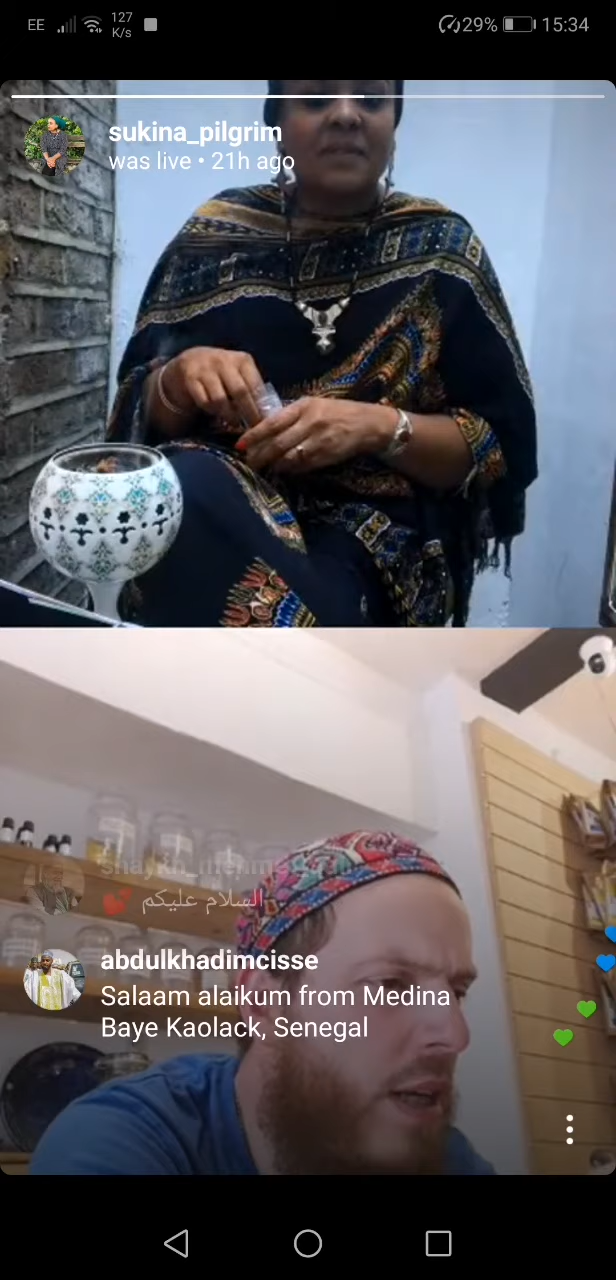 EE
127
K/s
29%
15:34
sukina_pilgrim
was live • 21h ago
السلام عليكم
abdulkhadimcisse
Salaam alaikum from Medina
Baye Kaolack, Senegal